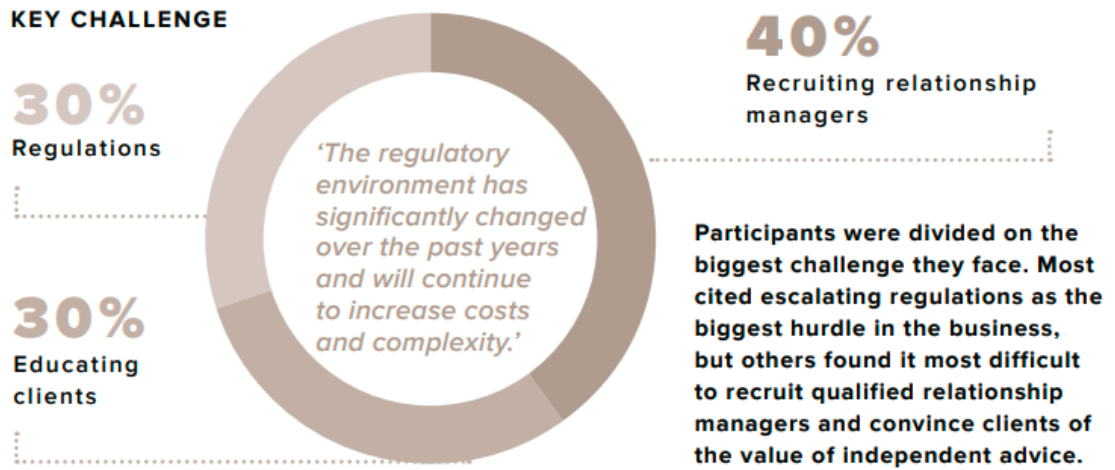 KEY CHALLENGE
30%
Regulations
30%
Educating
clients
‘The regulatory
environment has
significantly changed
over the past years
and will continue
to increase costs
and complexity.’
40%
Recruiting relationship
managers
Participants were divided on the
biggest challenge they face. Most
cited escalating regulations as the
biggest hurdle in the business,
but others found it most difficult
to recruit qualified relationship
managers and convince clients of
the value of independent advice.